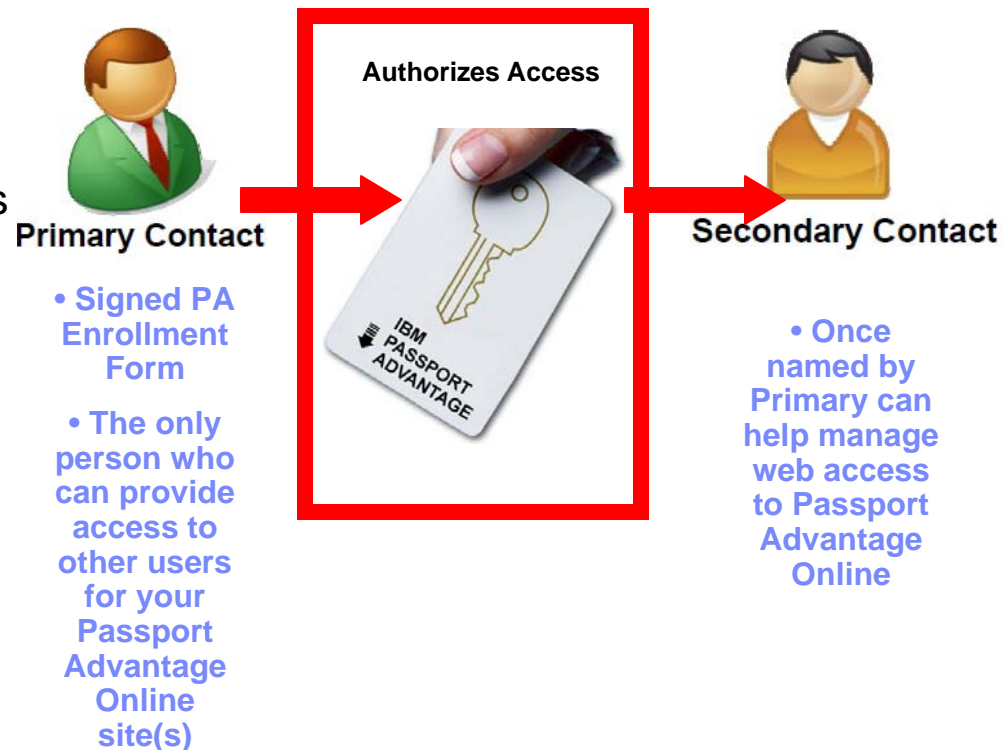 Authorizes Access
s
Primary Contact
• Signed PA
Enrollment
Form
• The only
person who
can provide
access to
other users
for your
Passport
Advantage
Online
site(s)
IBM
PASSPORT
ADVANTAGE
Secondary Contact
• Once
named by
Primary can
help manage
web access
to Passport
Advantage
Online